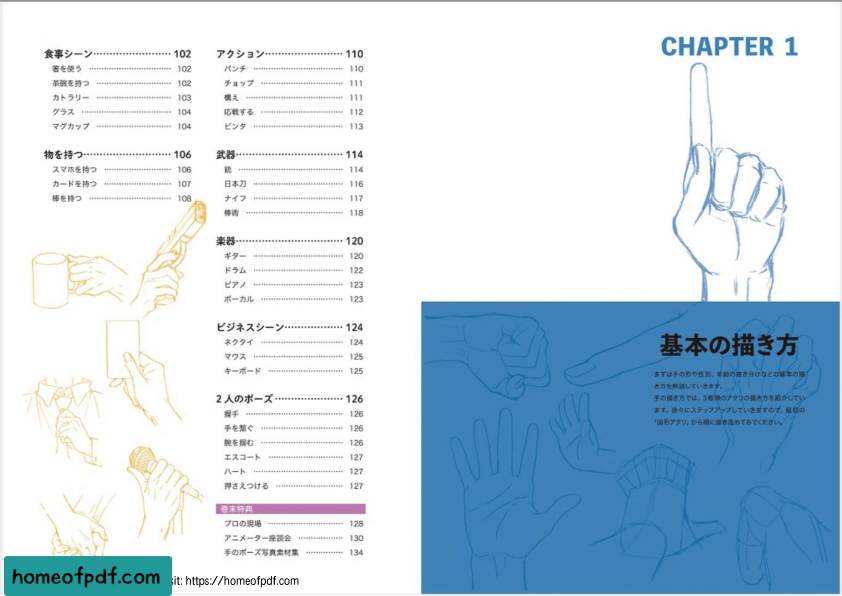 食事シーン 102
箸を使う 102
茶碗を持つ 102
カトラリー 103
グラス 104
マグカップ 104
物を持つ 106
スマホを持つ 106
カードを持つ 107
棒を持つ 108
アクション 110
パンチ 110
チョップ 111
構え 111
応戦する 112
ビンタ 113
武器 114
銃 114
日本刀 116
ナイフ 117
棒術 118
楽器 120
ギター 120
ドラム 122
ピアノ 123
ボーカル 123
ビジネスシーン 124
ネクタイ 124
マウス 125
キーボード 125
2人のポーズ 126
握手 126
手を繋ぐ 126
腕を掴む 126
エスコート 127
ハート 127
押さえつける 127
巻末特典
プロの現場 128
アニメーター座談会 130
手のポーズ写真素材集 134
homeofpdf.com
sit: https://homeofpdf.com
CHAPTER 1
基本の描き方
まずは手の形や性別、年齢の描き分けなどの基本の描
き方を解説していきます。
手の描き方では、3種類のアタリの描き方を紹介してい
ます。徐々にステップアップしていきますので、最初の
「図形アタリ」から順に描き進めてみてください。